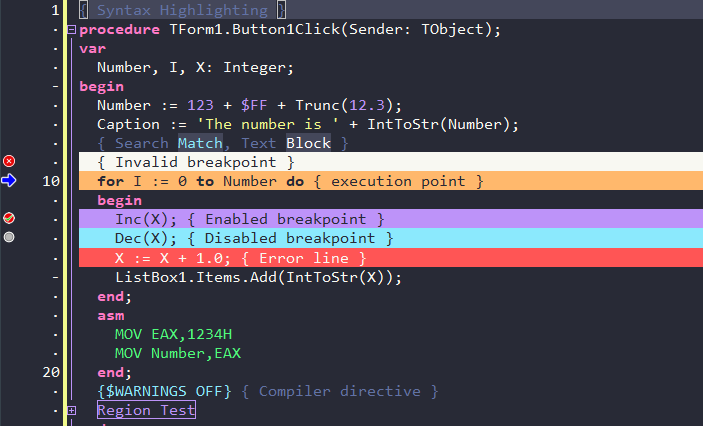 1 { Syntax Highlighting }
procedure TForm1.Button1Click(Sender: TObject);
var
Number, I, X: Integer;
begin
Number := 123 + $FF + Trunc(12.3);
Caption := 'The number is ' + IntToStr(Number);
{ Search Match, Text Block }
{ Invalid breakpoint }
10 for I := 0 to Number do { execution point }
begin
Inc(X); { Enabled breakpoint }
Dec(X); { Disabled breakpoint }
X := X + 1.0; { Error line }
ListBox1.Items.Add(IntToStr(X));
end;
asm
MOV EAX,1234H
MOV Number,EAX
20 end;
{$WARNINGS OFF} { Compiler directive }
Region Test